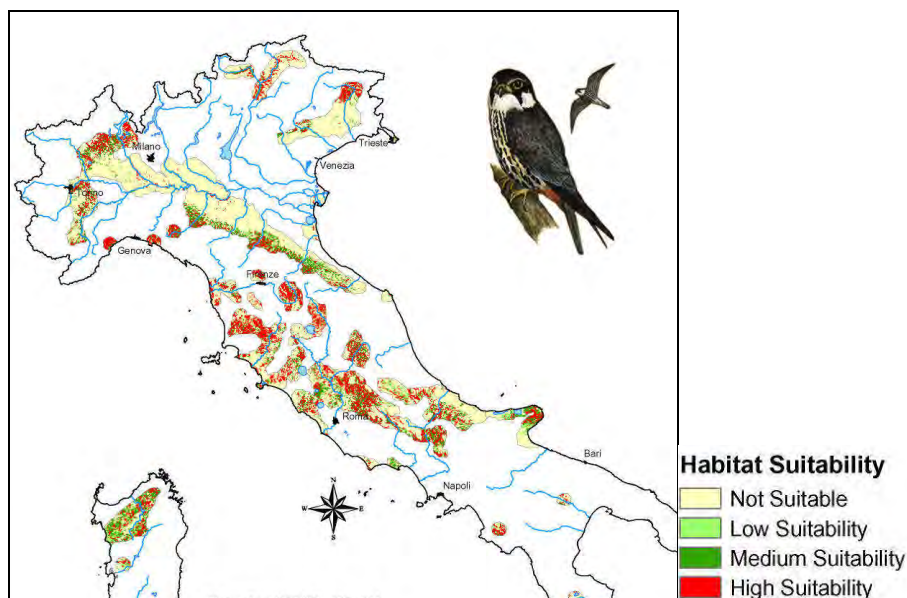 Milano
Trieste
Venezia
Torino
Genova
Firenze
Roma
Bari
Napoli
N
W E
S
Habitat Suitability
Not Suitable
Low Suitability
Medium Suitability
High Suitability